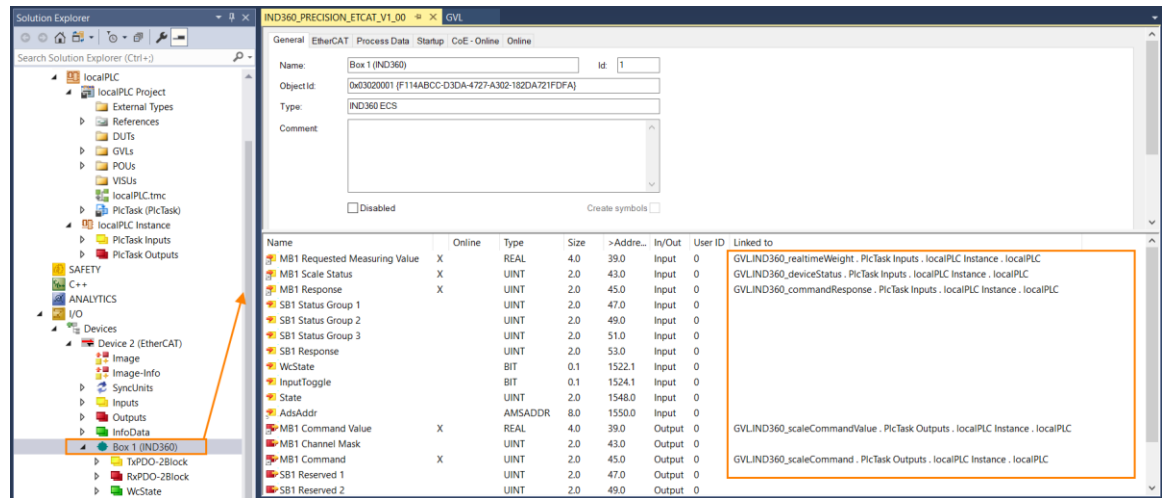 Solution Explorer
Search Solution Explorer (Ctrl+;)
localPLC
localPLC Project
External Types
References
DUTs
GVLs
POUs
VISUs
localPLC.tmc
PlcTask (PlcTask)
localPLC Instance
PlcTask Inputs
PlcTask Outputs
SAFETY
C++
ANALYTICS
I/O
Devices
Device 2 (EtherCAT)
Image
Image-Info
SyncUnits
Inputs
Outputs
InfoData
Box 1 (IND360)
TxPDO-2Block
RxPDO-2Block
WcState
IND360_PRECISION_ETCAT_V1_00 GVL
General EtherCAT Process Data Startup CoE - Online Online
Name: Box 1 (IND360) Id: 1
Object Id: 0x03020001 {F114ABCC-D3DA-4727-A302-182DA721FDFA}
Type: IND360 ECS
Comment:
Disabled Create symbols
Name Online Type Size >Addre... In/Out User ID Linked to
MB1 Requested Measuring Value X REAL 4.0 39.0 Input 0 GVL.IND360_realtimeWeight . PlcTask Inputs . localPLC Instance . localPLC
MB1 Scale Status X UINT 2.0 43.0 Input 0 GVL.IND360_deviceStatus . PlcTask Inputs . localPLC Instance . localPLC
MB1 Response X UINT 2.0 45.0 Input 0 GVL.IND360_commandResponse . PlcTask Inputs . localPLC Instance . localPLC
SB1 Status Group 1 UINT 2.0 47.0 Input 0
SB1 Status Group 2 UINT 2.0 49.0 Input 0
SB1 Status Group 3 UINT 2.0 51.0 Input 0
SB1 Response UINT 2.0 53.0 Input 0
WcState BIT 0.1 1522.1 Input 0
InputToggle BIT 0.1 1524.1 Input 0
State UINT 2.0 1548.0 Input 0
AdsAddr AMSADDR 8.0 1550.0 Input 0
MB1 Command Value X REAL 4.0 39.0 Output 0 GVL.IND360_scaleCommandValue . PlcTask Outputs . localPLC Instance . localPLC
MB1 Channel Mask UINT 2.0 43.0 Output 0
MB1 Command X UINT 2.0 45.0 Output 0 GVL.IND360_scaleCommand . PlcTask Outputs . localPLC Instance . localPLC
SB1 Reserved 1 UINT 2.0 47.0 Output 0
SB1 Reserved 2 UINT 2.0 49.0 Output 0